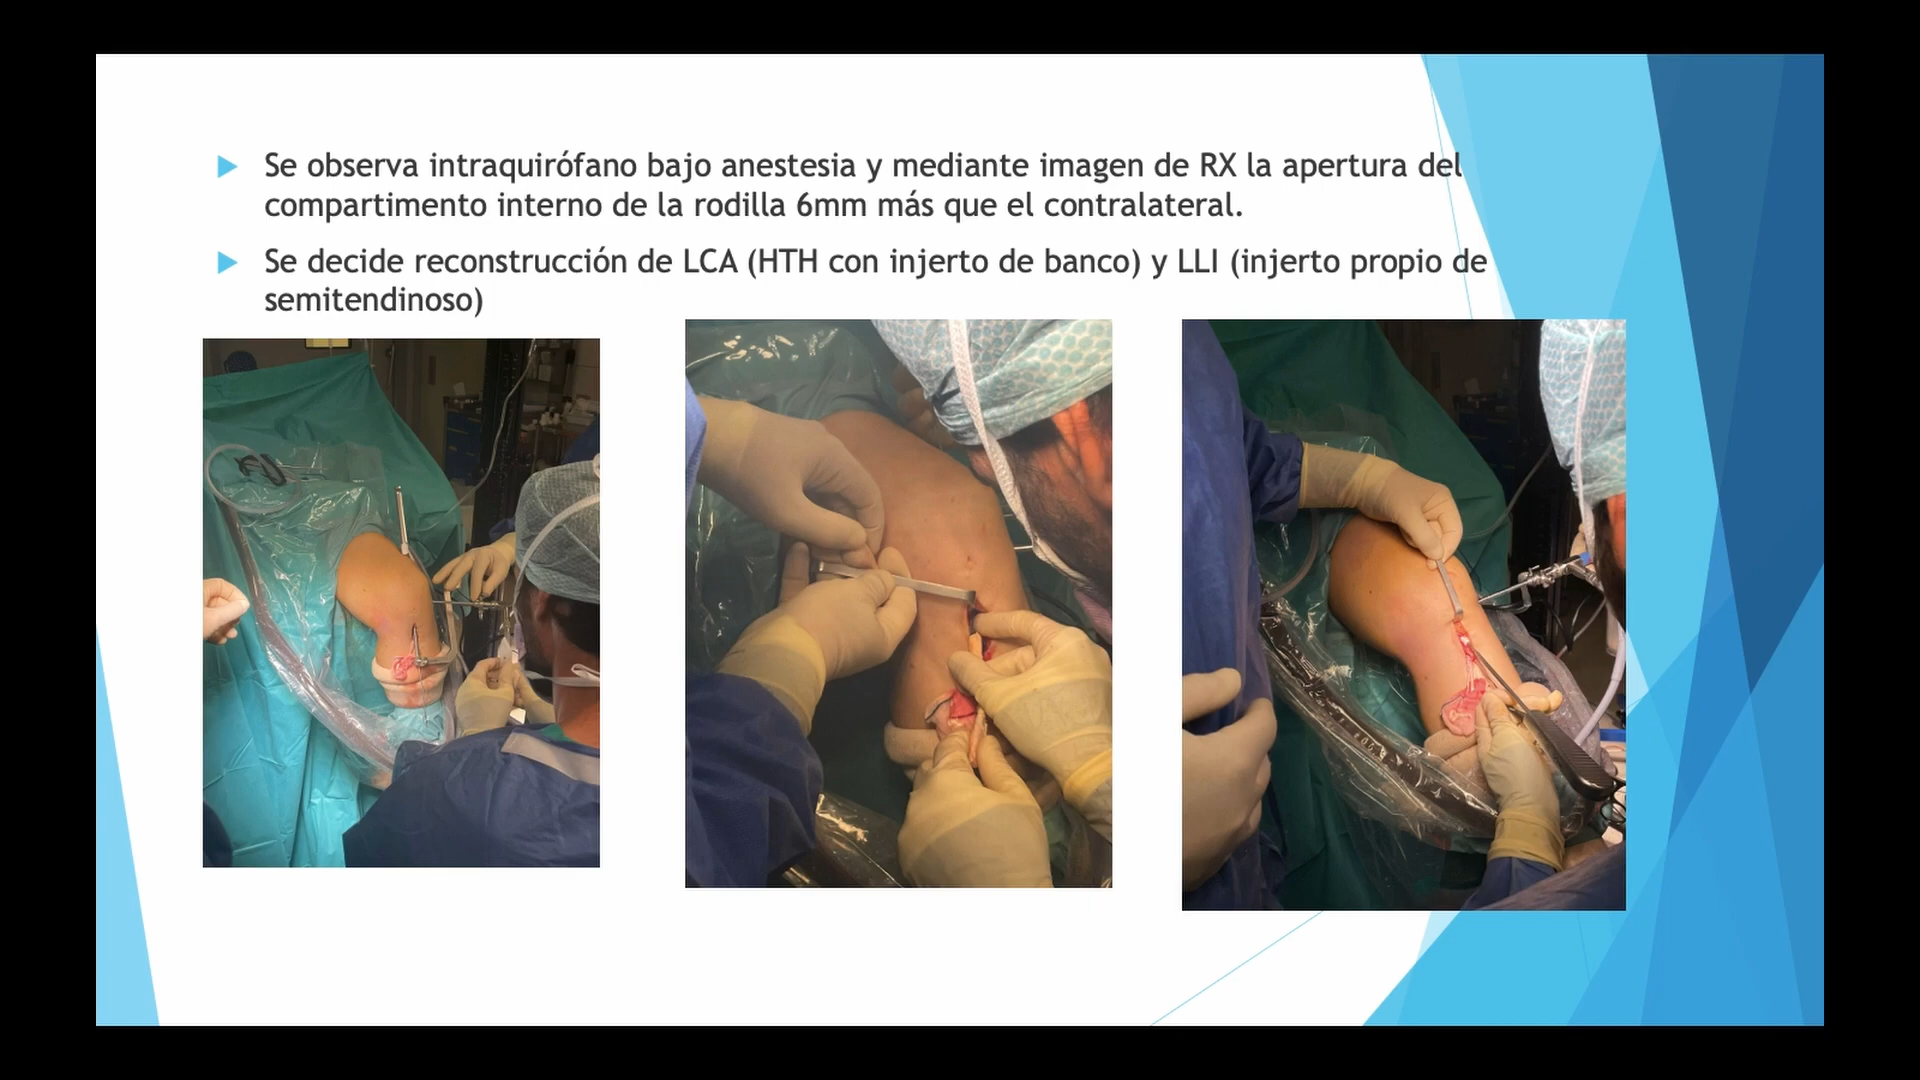 Se observa intraquirófano bajo anestesia y mediante imagen de RX la apertura del
compartimento interno de la rodilla 6mm más que el contralateral.
Se decide reconstrucción de LCA (HTH con injerto de banco) y LLI (injerto propio de
semitendinoso)